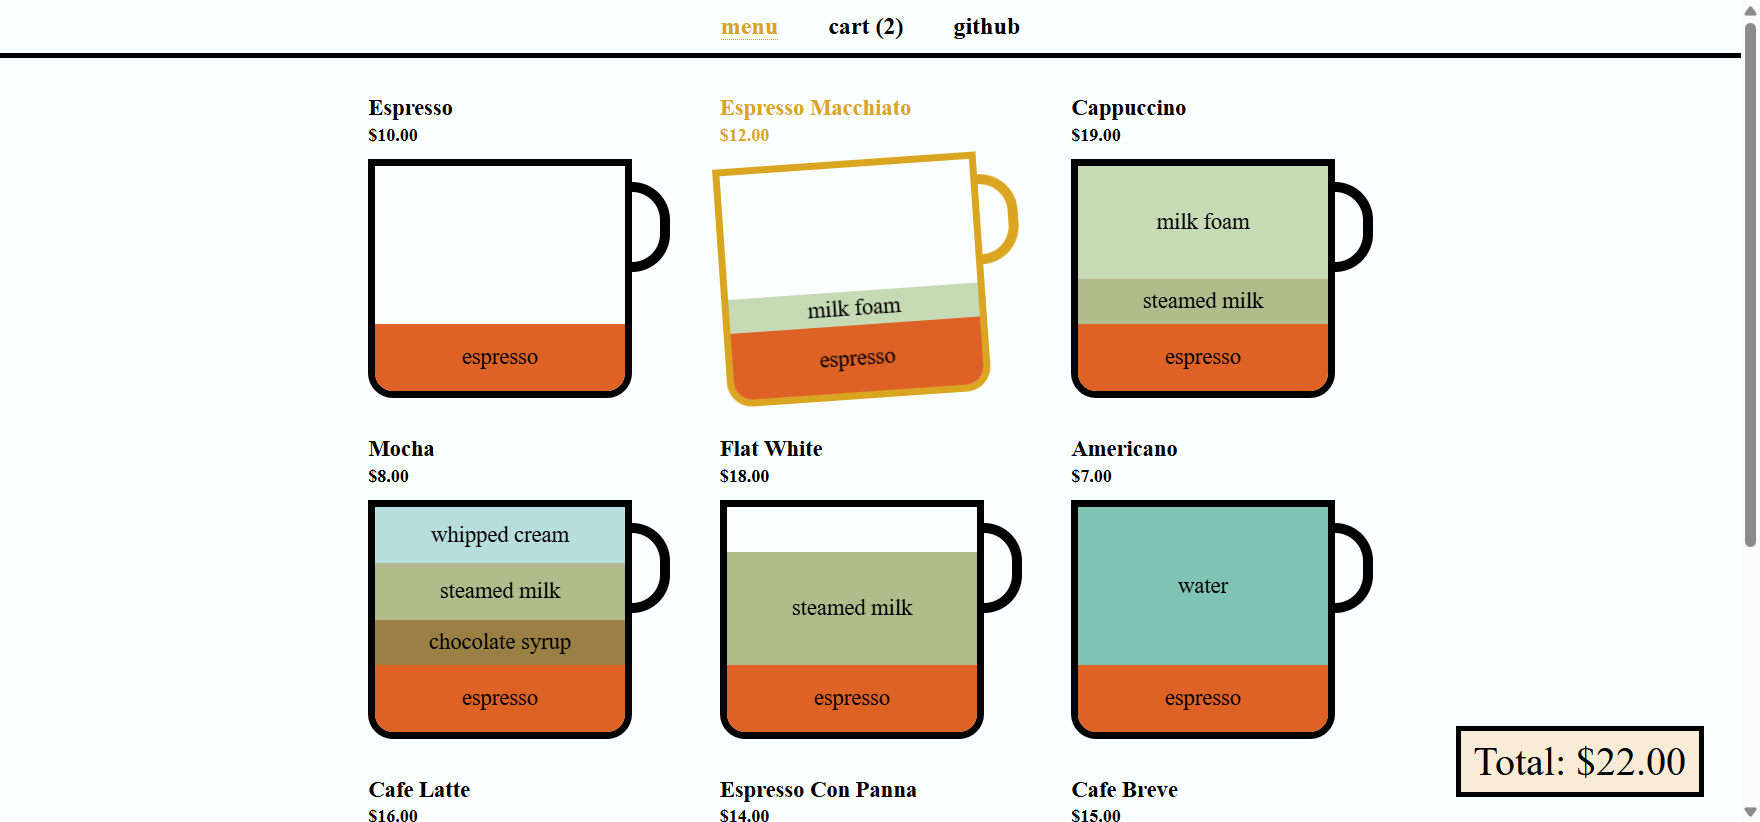 menu cart (2) github
Espresso
$10.00
espresso
Espresso Macchiato
$12.00
milk foam
espresso
Cappuccino
$19.00
milk foam
steamed milk
espresso
Mocha
$8.00
whipped cream
steamed milk
chocolate syrup
espresso
Flat White
$18.00
steamed milk
espresso
Americano
$7.00
water
espresso
Cafe Latte
$16.00
Espresso Con Panna
$14.00
Cafe Breve
$15.00
Total: $22.00